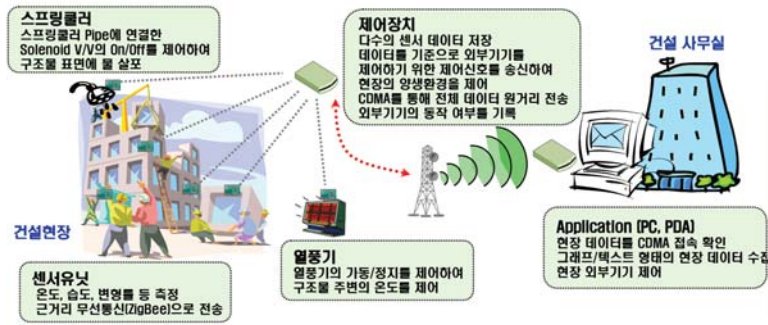 스프링쿨러
스프링쿨러 Pipe에 연결한
Solenoid V/V의 On/Off를 제어하여
구조물 표면에 물 살포
제어장치
다수의 센서 데이터 저장
데이터를 기준으로 외부기기를
제어하기 위한 제어신호를 송신하여
현장의 양생환경을 제어
CDMA를 통해 전체 데이터 원거리 전송
외부기기의 동작 여부를 기록
건설 사무실
건설현장
센서유닛
온도, 습도, 변형률 등 측정
근거리 무선통신(ZigBee)으로 전송
열풍기
열풍기의 가동/정지를 제어하여
구조물 주변의 온도를 제어
Application (PC, PDA)
현장 데이터를 CDMA 접속 확인
그래프/텍스트 형태의 현장 데이터 수집
현장 외부기기 제어